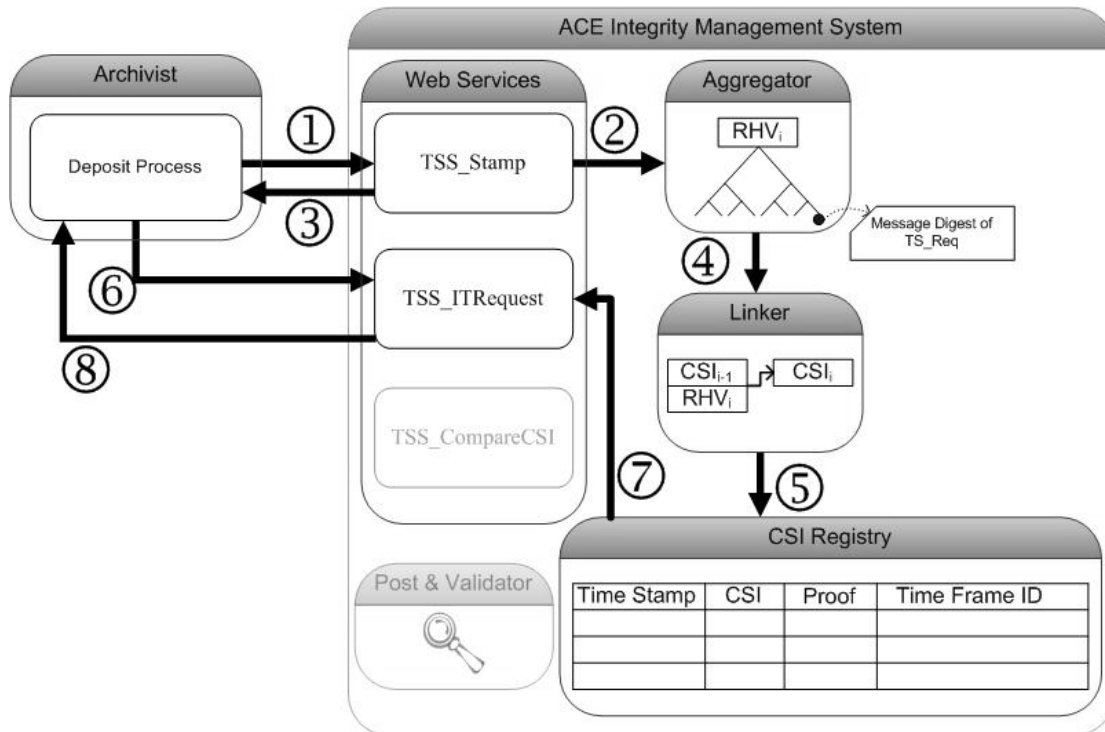 ACE Integrity Management System
Archivist
Web Services
Aggregator
①
②
RHVᵢ
Deposit Process
TSS_Stamp
③
Message Digest of
TS_Req
④
⑥
TSS_ITRequest
Linker
⑧
CSIᵢ₋₁
CSIᵢ
RHVᵢ
TSS_CompareCSI
⑦
⑤
CSI Registry
Post & Validator
Time Stamp CSI Proof Time Frame ID